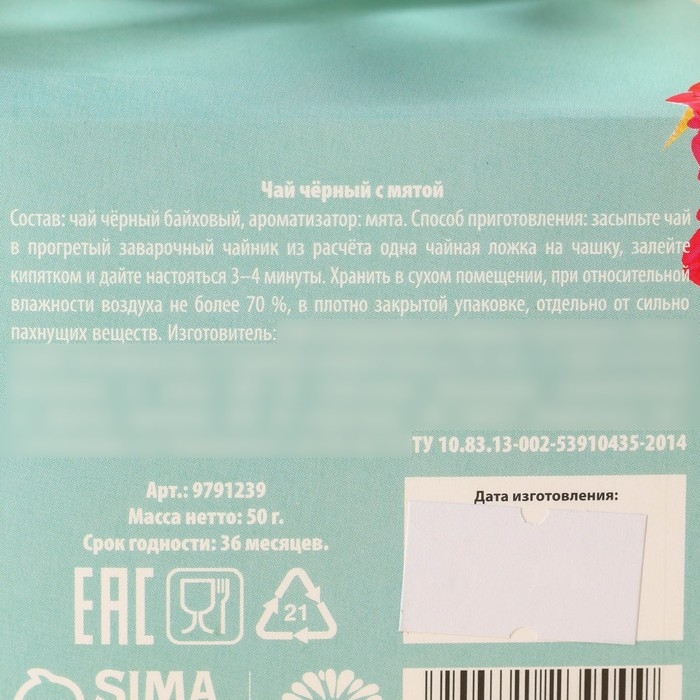 Чай чёрный с мятой
Состав: чай чёрный байховый, ароматизатор: мята. Способ приготовления: засыпьте чай
в прогретый заварочный чайник из расчёта одна чайная ложка на чашку, залейте
кипятком и дайте настояться 3–4 минуты. Хранить в сухом помещении, при относительной
влажности воздуха не более 70 %, в плотно закрытой упаковке, отдельно от сильно
пахнущих веществ. Изготовитель:
ТУ 10.83.13-002-53910435-2014
Арт.: 9791239
Масса нетто: 50 г.
Срок годности: 36 месяцев.
Дата изготовления:
EAC
21
SIMA